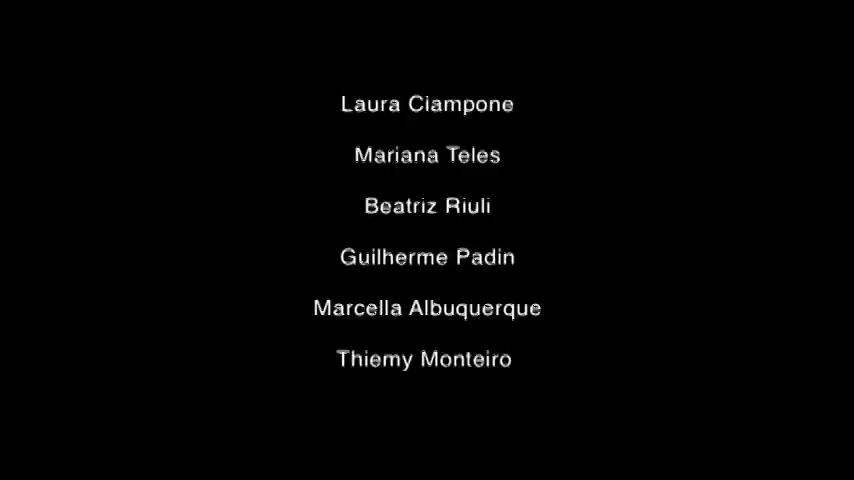 Laura Ciampone
Mariana Teles
Beatriz Riuli
Guilherme Padin
Marcella Albuquerque
Thiemy Monteiro